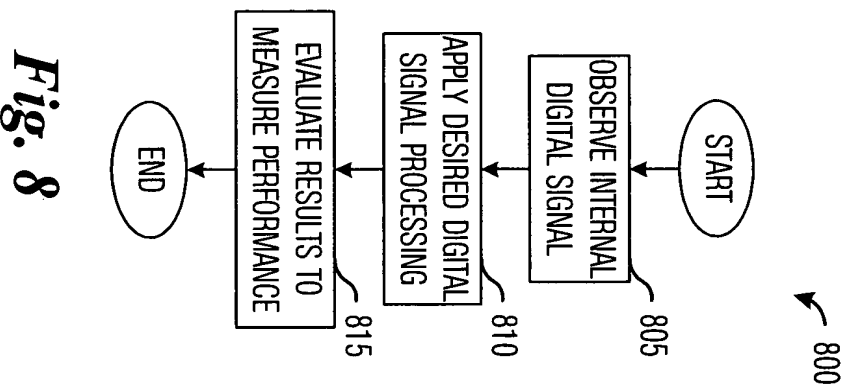 800
START
OBSERVE INTERNAL
DIGITAL SIGNAL
805
APPLY DESIRED DIGITAL
SIGNAL PROCESSING
810
EVALUATE RESULTS TO
MEASURE PERFORMANCE
815
END
Fig. 8